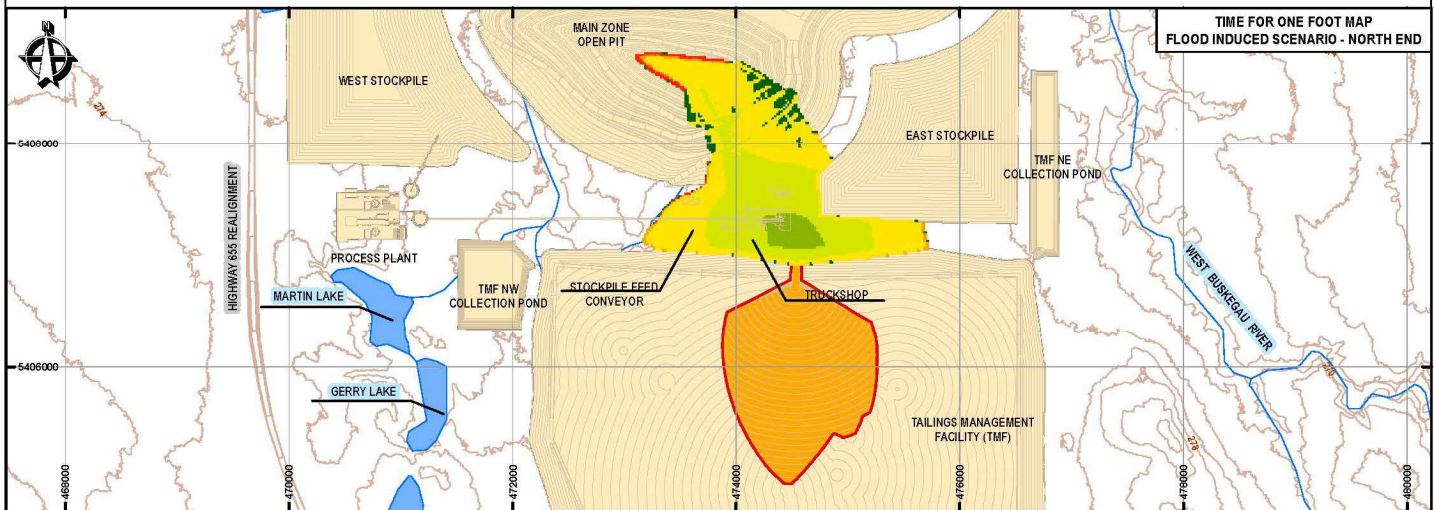 N
TIME FOR ONE FOOT MAP
FLOOD INDUCED SCENARIO - NORTH END
MAIN ZONE
OPEN PIT
WEST STOCKPILE
274
5408000
EAST STOCKPILE
TMF NE
COLLECTION POND
HIGHWAY 655 REALIGNMENT
PROCESS PLANT
MARTIN LAKE
TMF NW
COLLECTION POND
STOCKPILE FEED
CONVEYOR
TRUCKSHOP
WEST BUSKEGAU RIVER
5406000
270
GERRY LAKE
TAILINGS MANAGEMENT
FACILITY (TMF)
278
468000
470000
472000
474000
476000
478000
480000